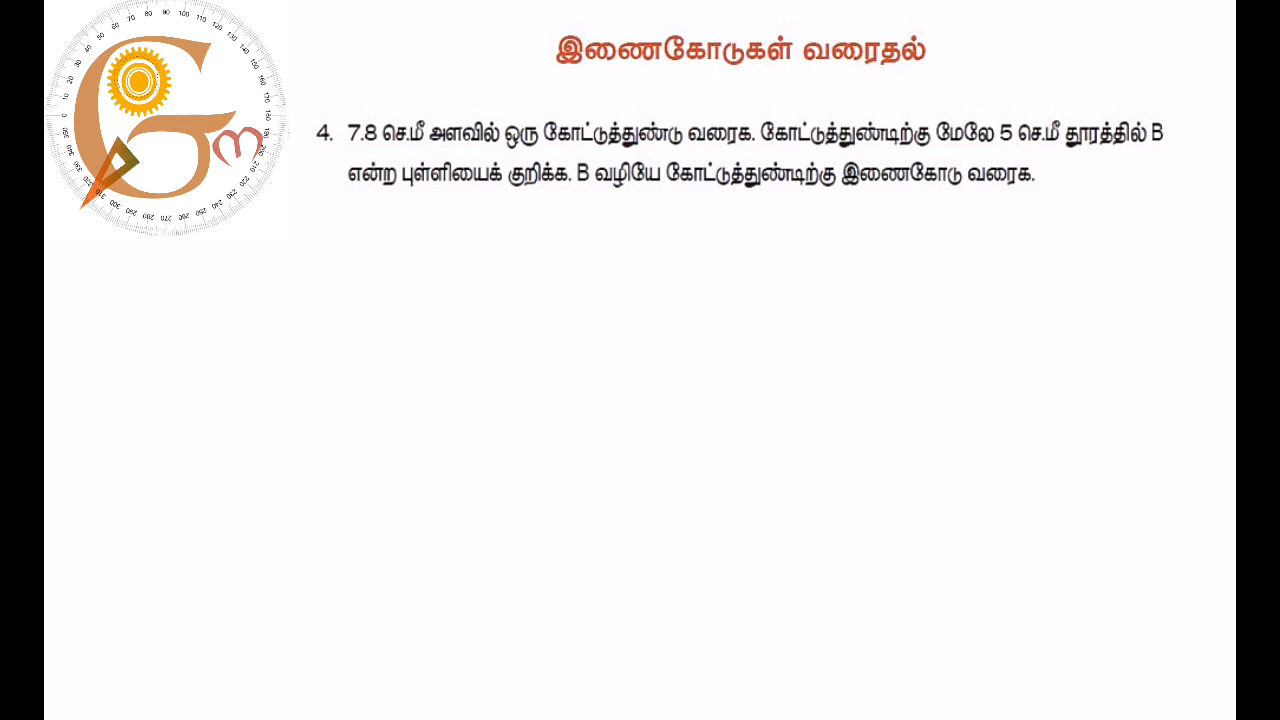 இணைகோடுகள் வரைதல்
4. 7.8 செ.மீ அளவில் ஒரு கோட்டுத்துண்டு வரைக. கோட்டுத்துண்டிற்கு மேலே 5 செ.மீ தூரத்தில் B
என்ற புள்ளியைக் குறிக்க. B வழியே கோட்டுத்துண்டிற்கு இணைகோடு வரைக.